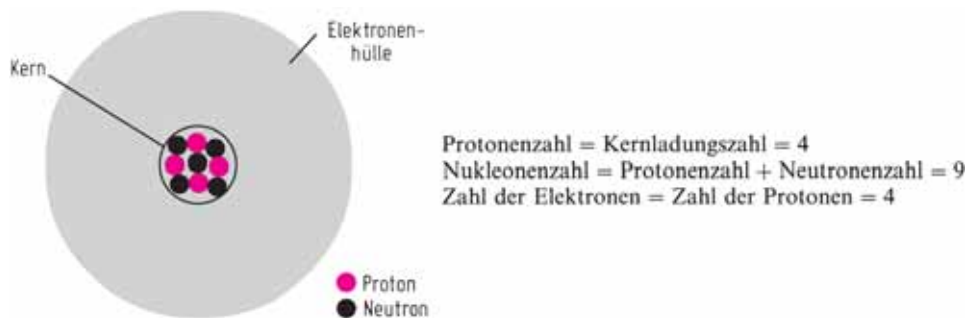 Elektronen-
hülle
Kern
Protonenzahl = Kernladungszahl = 4
Nukleonenzahl = Protonenzahl + Neutronenzahl = 9
Zahl der Elektronen = Zahl der Protonen = 4
Proton
Neutron